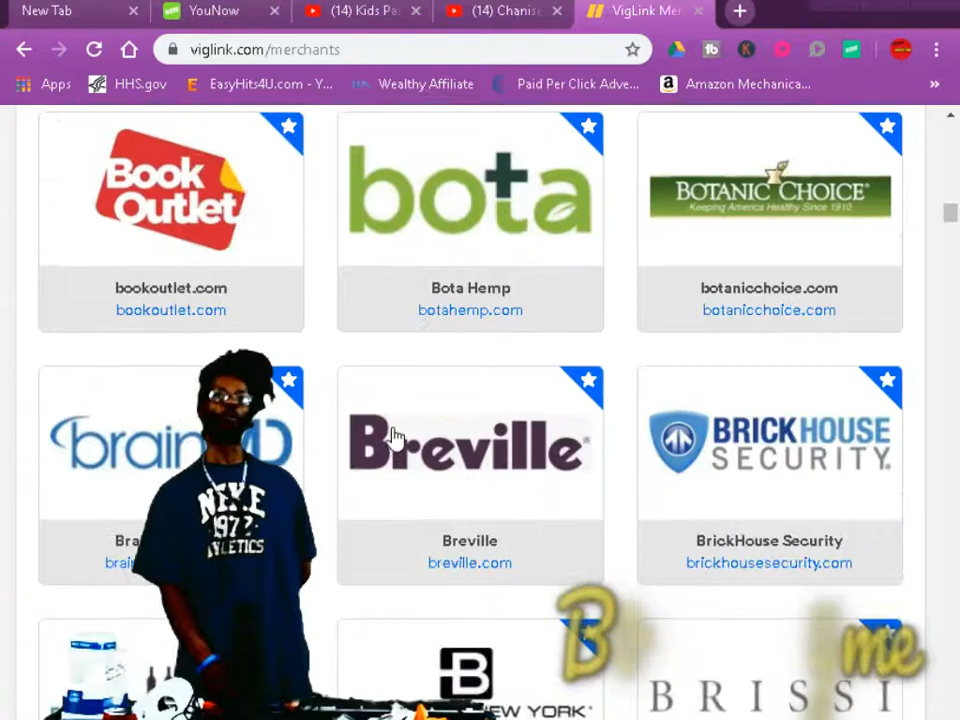 New Tab
YouNow
(14) Kids Pa
(14) Chanis
VigLink Mer
viglink.com/merchants
Apps
HHS.gov
EasyHits4U.com - Y...
Wealthy Affiliate
Paid Per Click Adve...
Amazon Mechanica...
»
Book Outlet
bota
BOTANIC CHOICE®
Keeping America Healthy Since 1910
bookoutlet.com
bookoutlet.com
Bota Hemp
botahemp.com
botanicchoice.com
botanicchoice.com
brain D
Breville®
BRICKHOUSE
SECURITY.
NIKE
1972
ATHLETICS
Bra
brain
Breville
breville.com
BrickHouse Security
brickhousesecurity.com
B me
B
NEW YORK
BRISSI